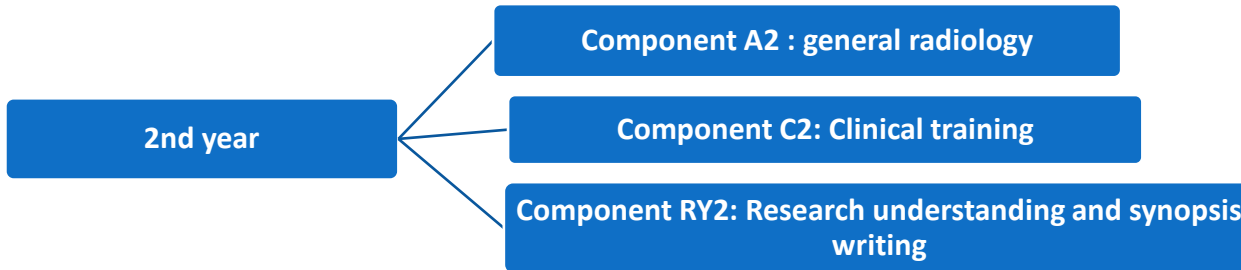 2nd year
Component A2 : general radiology
Component C2: Clinical training
Component RY2: Research understanding and synopsis
writing